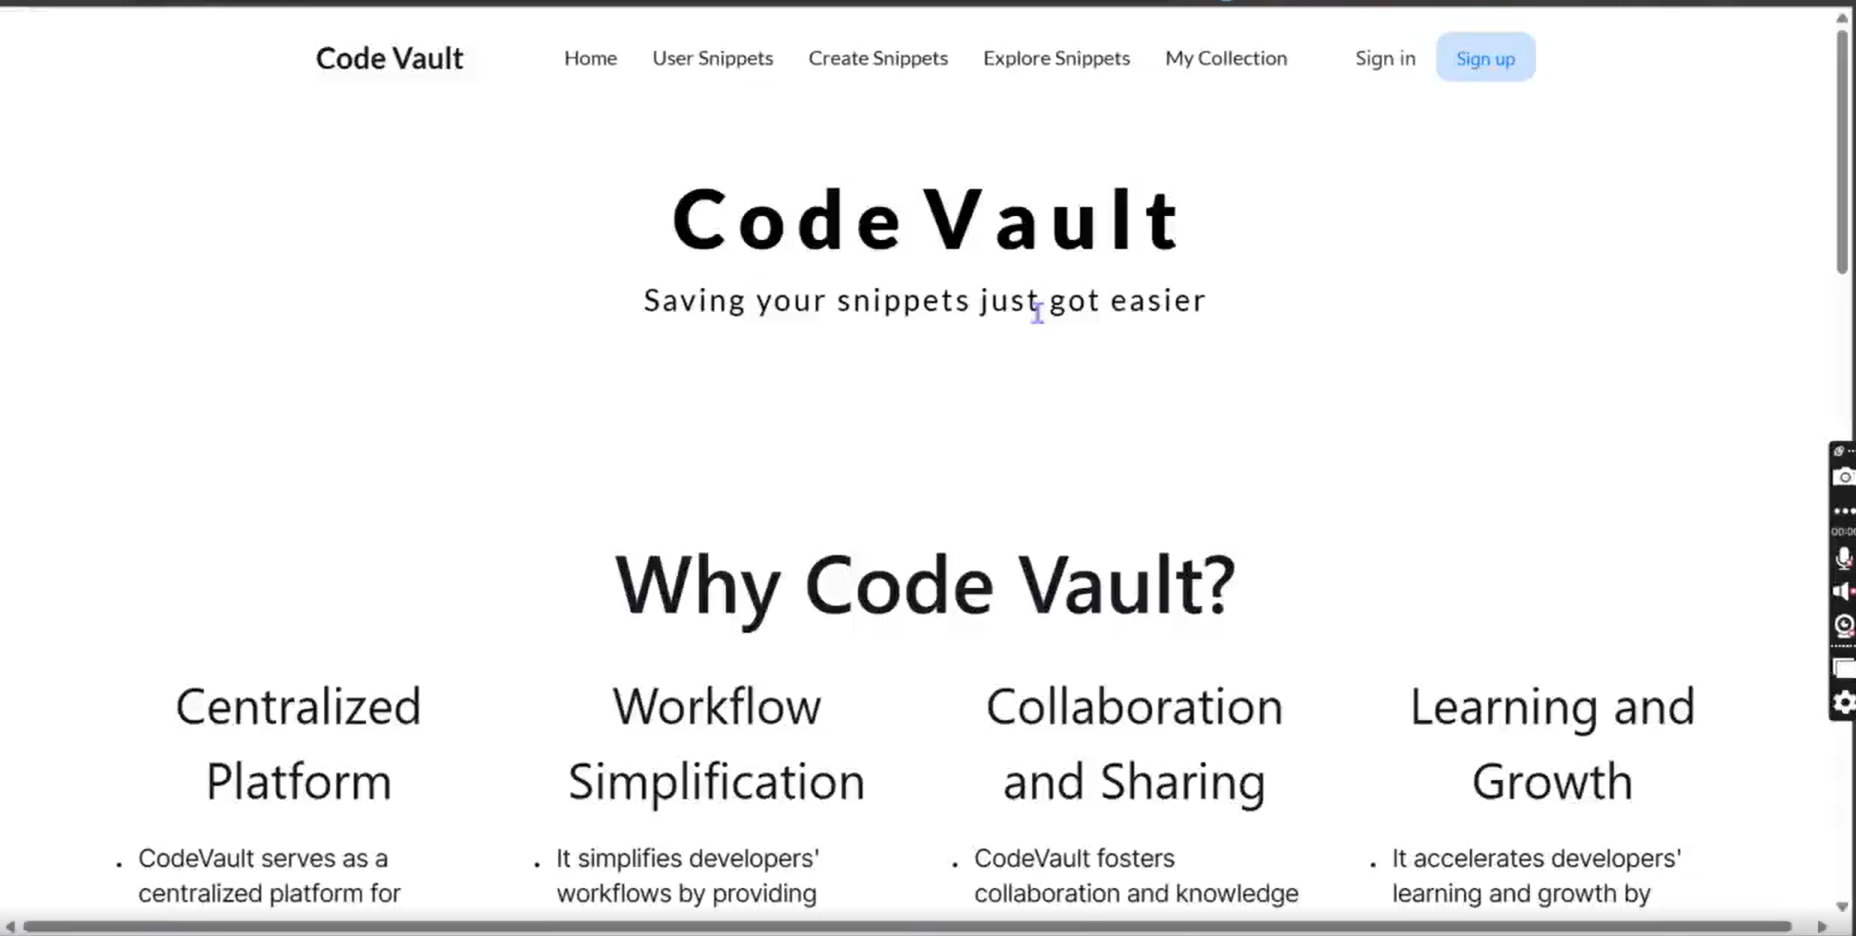 Code Vault Home User Snippets Create Snippets Explore Snippets My Collection Sign in Sign up
Code Vault
Saving your snippets just got easier
Why Code Vault?
Centralized
Platform
• CodeVault serves as a
centralized platform for
Workflow
Simplification
• It simplifies developers'
workflows by providing
Collaboration
and Sharing
• CodeVault fosters
collaboration and knowledge
Learning and
Growth
• It accelerates developers'
learning and growth by